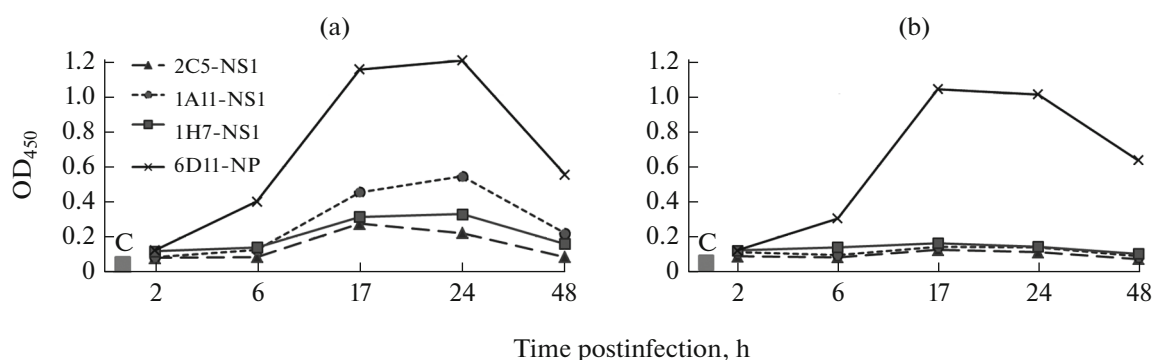 (a)
(b)
OD450
1.2
1.0
0.8
0.6
0.4
0.2
0
2C5-NS1
1A11-NS1
1H7-NS1
6D11-NP
C
2 6 17 24 48
1.2
1.0
0.8
0.6
0.4
0.2
0
C
2 6 17 24 48
Time postinfection, h